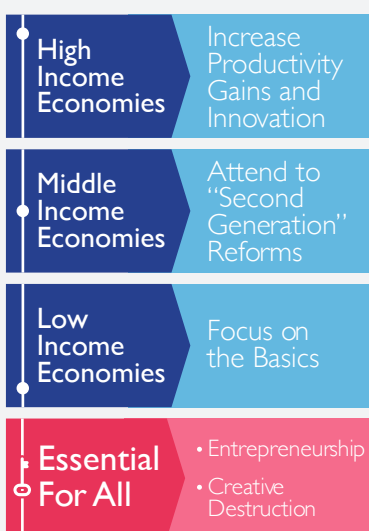 High
Income
Economies
Increase
Productivity
Gains and
Innovation
Middle
Income
Economies
Attend to
“Second
Generation”
Reforms
Low
Income
Economies
Focus on
the Basics
Essential
For All
• Entrepreneurship
• Creative
Destruction